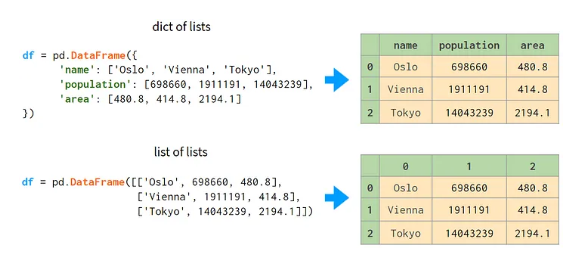 dict of lists
df = pd.DataFrame({
'name': ['Oslo', 'Vienna', 'Tokyo'],
'population': [698660, 1911191, 14043239],
'area': [480.8, 414.8, 2194.1]
})
name population area
0 Oslo 698660 480.8
1 Vienna 1911191 414.8
2 Tokyo 14043239 2194.1
list of lists
df = pd.DataFrame([['Oslo', 698660, 480.8],
['Vienna', 1911191, 414.8],
['Tokyo', 14043239, 2194.1]])
0 1 2
0 Oslo 698660 480.8
1 Vienna 1911191 414.8
2 Tokyo 14043239 2194.1